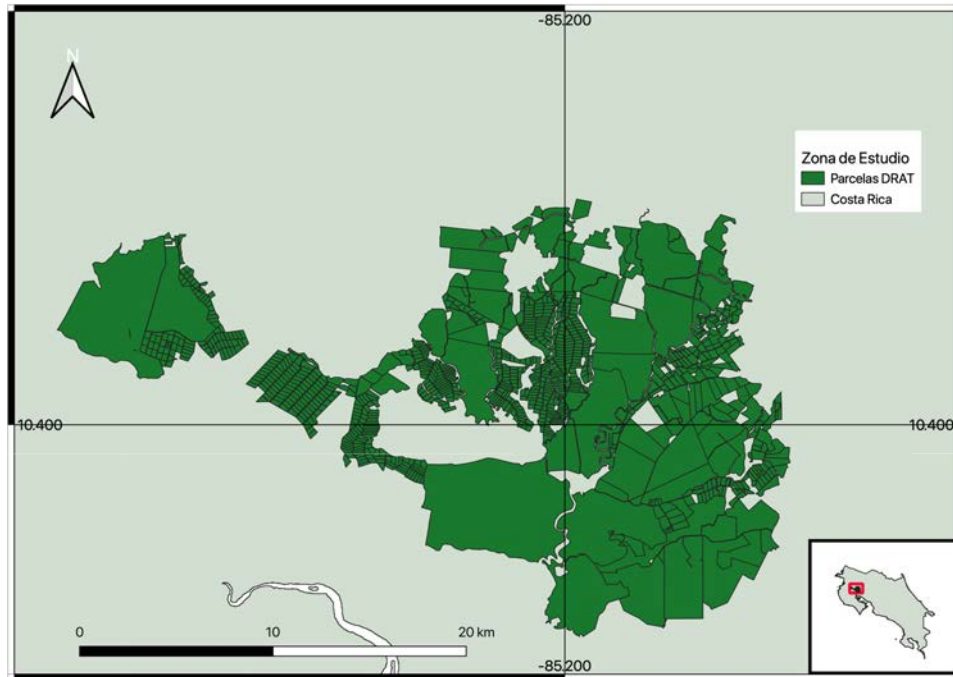 -85.200
N
Zona de Estudio
Parcelas DRAT
Costa Rica
10.400
10.400
0 10 20 km
-85.200